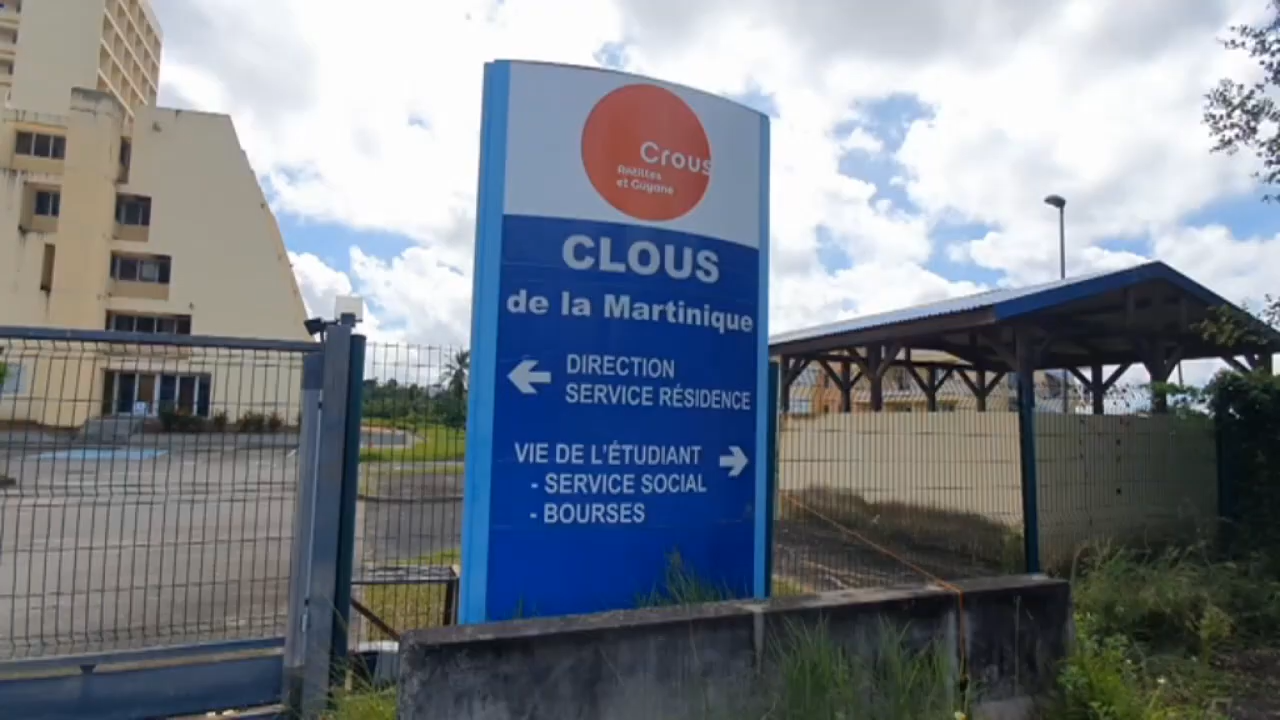 Crous
Antilles
et Guyane
CLOUS
de la Martinique
DIRECTION
SERVICE RÉSIDENCE
VIE DE L'ÉTUDIANT
- SERVICE SOCIAL
- BOURSES